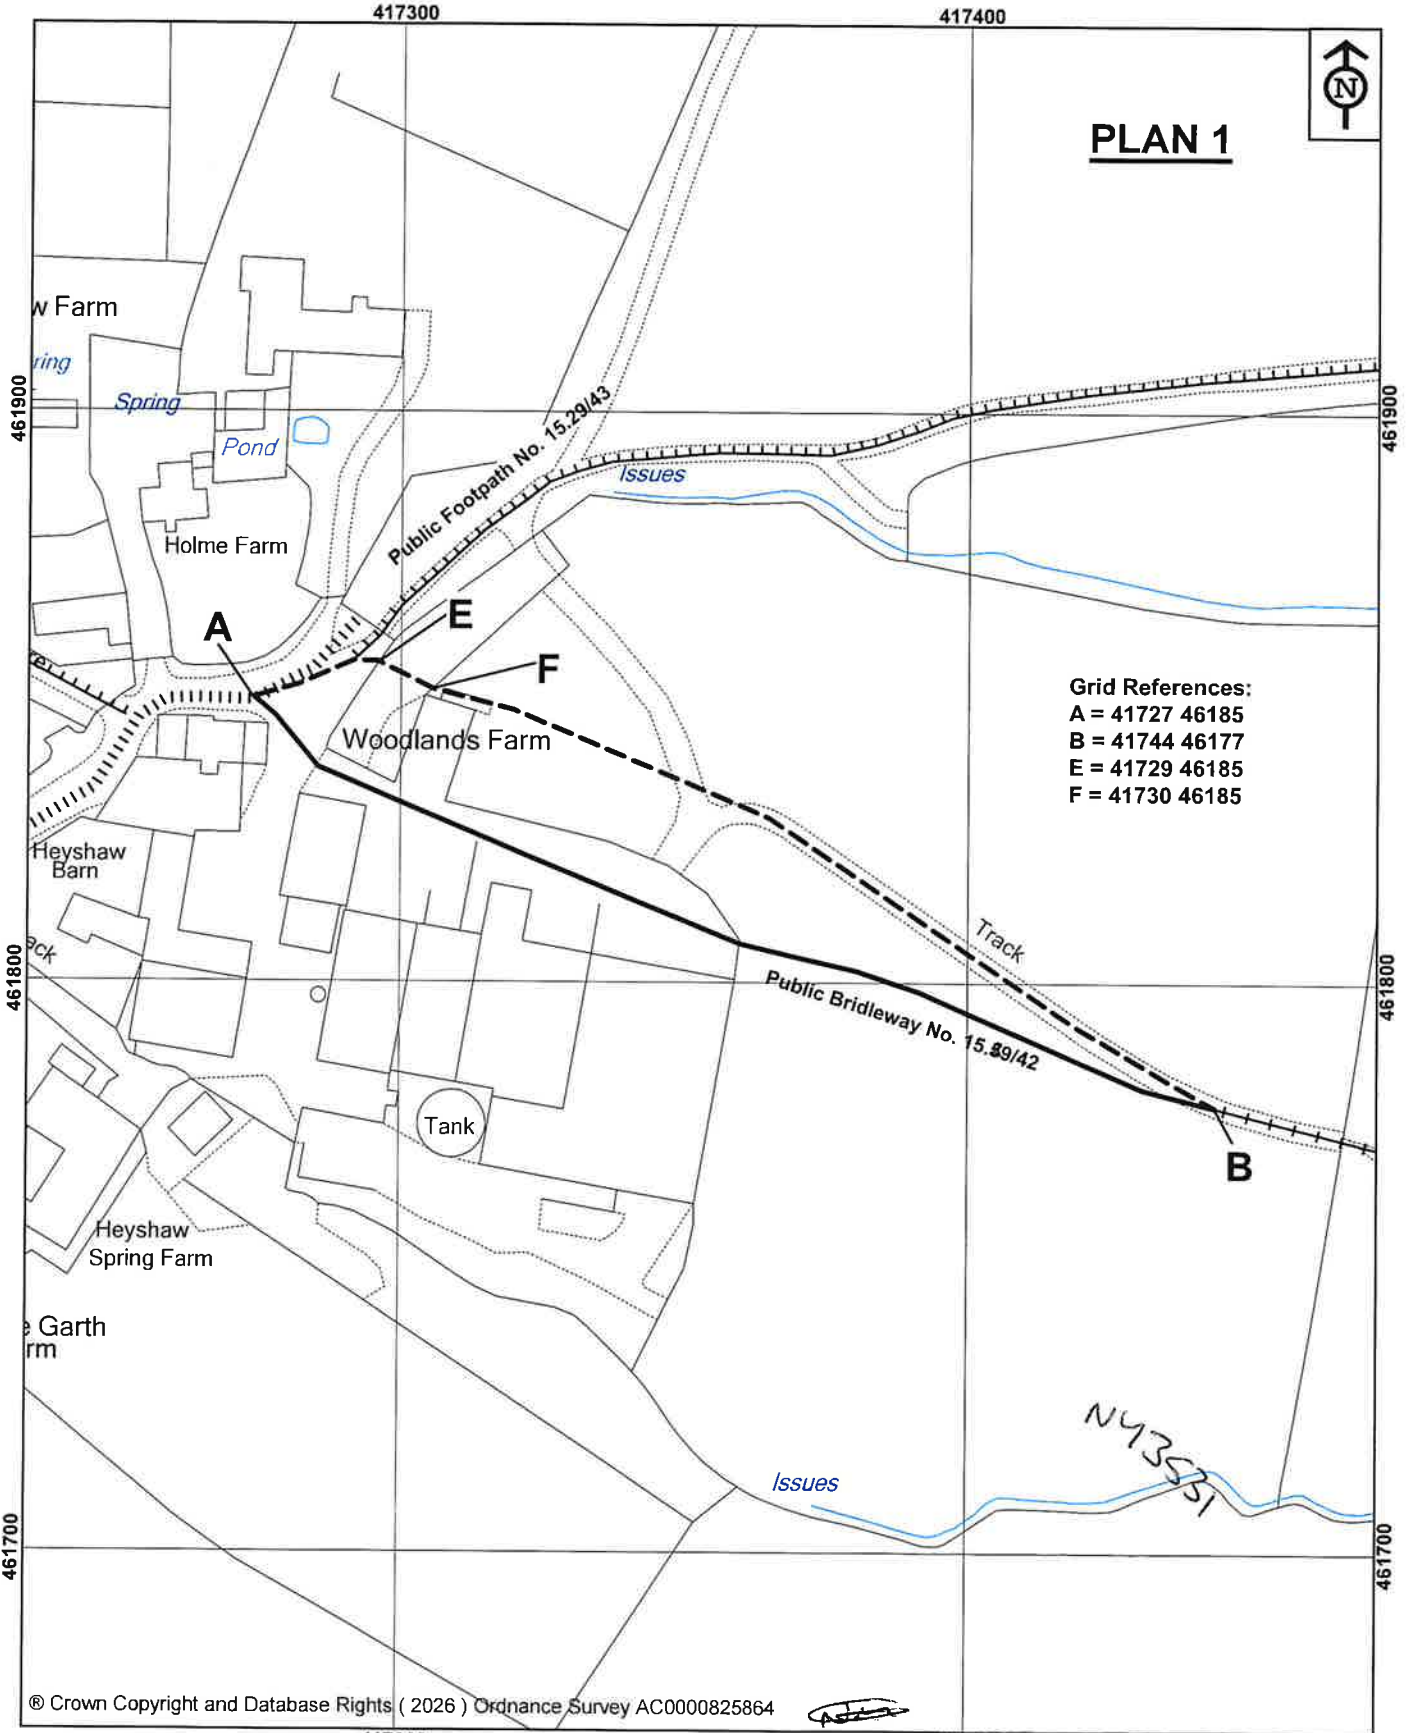 417300
417400
N
PLAN 1
w Farm
ring
Spring
461900
461900
Pond
Public Footpath No. 15.29/43
Issues
Holme Farm
A
E
F
Grid References:
A = 41727 46185
B = 41744 46177
E = 41729 46185
F = 41730 46185
Woodlands Farm
Heyshaw
Barn
Track
ack
461800
461800
Public Bridleway No. 15.29/42
Tank
B
Heyshaw
Spring Farm
e Garth
rm
NY3531
Issues
461700
461700
® Crown Copyright and Database Rights ( 2026 ) Ordnance Survey AC0000825864